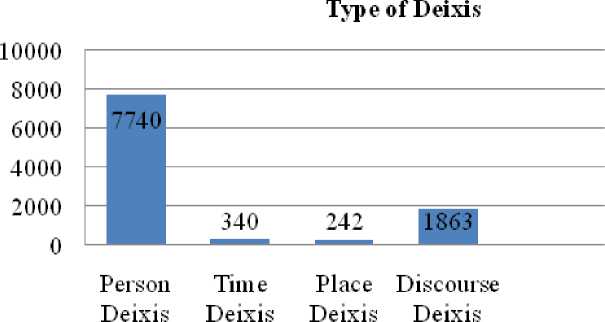 Type of Deixis
10000
8000
6000
4000
2000
0
7740
340
242
1863
Person Deixis
Time Deixis
Place Deixis
Discourse Deixis